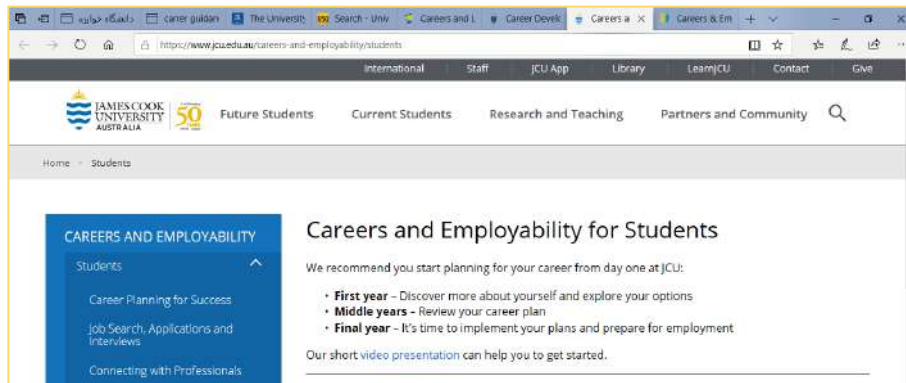 دانشگاه خوارزمی
career guidan
The University
Search - Univ
Careers and L
Career Develo
Careers a
Careers & Em
https://www.jcu.edu.au/careers-and-employability/students
International Staff JCU App Library LearnJCU Contact Give
JAMES COOK
UNIVERSITY
AUSTRALIA
50
YEARS
Future Students Current Students Research and Teaching Partners and Community
Home Students
CAREERS AND EMPLOYABILITY
Students
Career Planning for Success
Job Search, Applications and
Interviews
Connecting with Professionals
Careers and Employability for Students
We recommend you start planning for your career from day one at JCU:
• First year – Discover more about yourself and explore your options
• Middle years – Review your career plan
• Final year – It's time to implement your plans and prepare for employment
Our short video presentation can help you to get started.